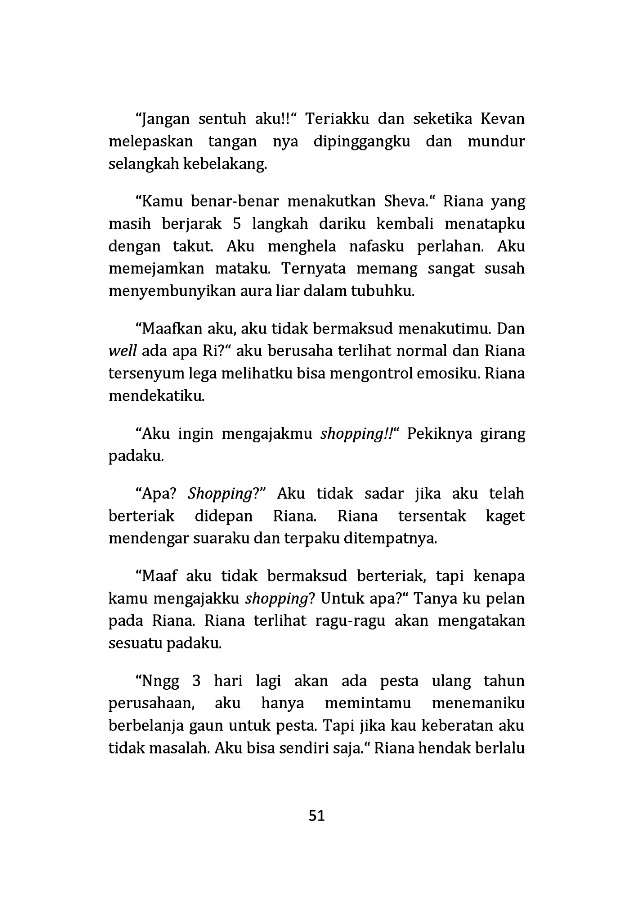 “Jangan sentuh aku!!“ Teriakku dan seketika Kevan
melepaskan tangan nya dipinggangku dan mundur
selangkah kebelakang.
“Kamu benar-benar menakutkan Sheva.“ Riana yang
masih berjarak 5 langkah dariku kembali menatapku
dengan takut. Aku menghela nafasku perlahan. Aku
memejamkan mataku. Ternyata memang sangat susah
menyembunyikan aura liar dalam tubuhku.
“Maafkan aku, aku tidak bermaksud menakutimu. Dan
well ada apa Ri?“ aku berusaha terlihat normal dan Riana
tersenyum lega melihatku bisa mengontrol emosiku. Riana
mendekatiku.
“Aku ingin mengajakmu shopping!!“ Pekiknya girang
padaku.
“Apa? Shopping?” Aku tidak sadar jika aku telah
berteriak didepan Riana. Riana tersentak kaget
mendengar suaraku dan terpaku ditempatnya.
“Maaf aku tidak bermaksud berteriak, tapi kenapa
kamu mengajakku shopping? Untuk apa?“ Tanya ku pelan
pada Riana. Riana terlihat ragu-ragu akan mengatakan
sesuatu padaku.
“Nngg 3 hari lagi akan ada pesta ulang tahun
perusahaan, aku hanya memintamu menemaniku
berbelanja gaun untuk pesta. Tapi jika kau keberatan aku
tidak masalah. Aku bisa sendiri saja.“ Riana hendak berlalu
51